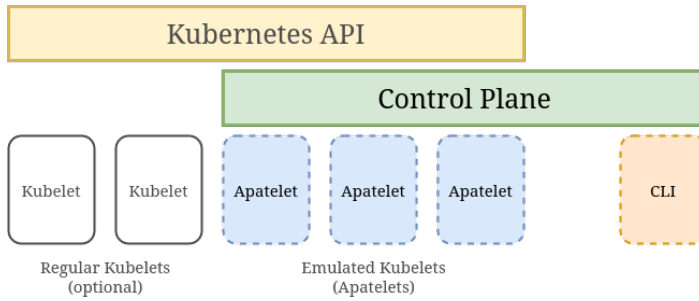 Kubernetes API
Control Plane
Kubelet
Kubelet
Apatelet
Apatelet
Apatelet
CLI
Regular Kubelets
(optional)
Emulated Kubelets
(Apatelets)